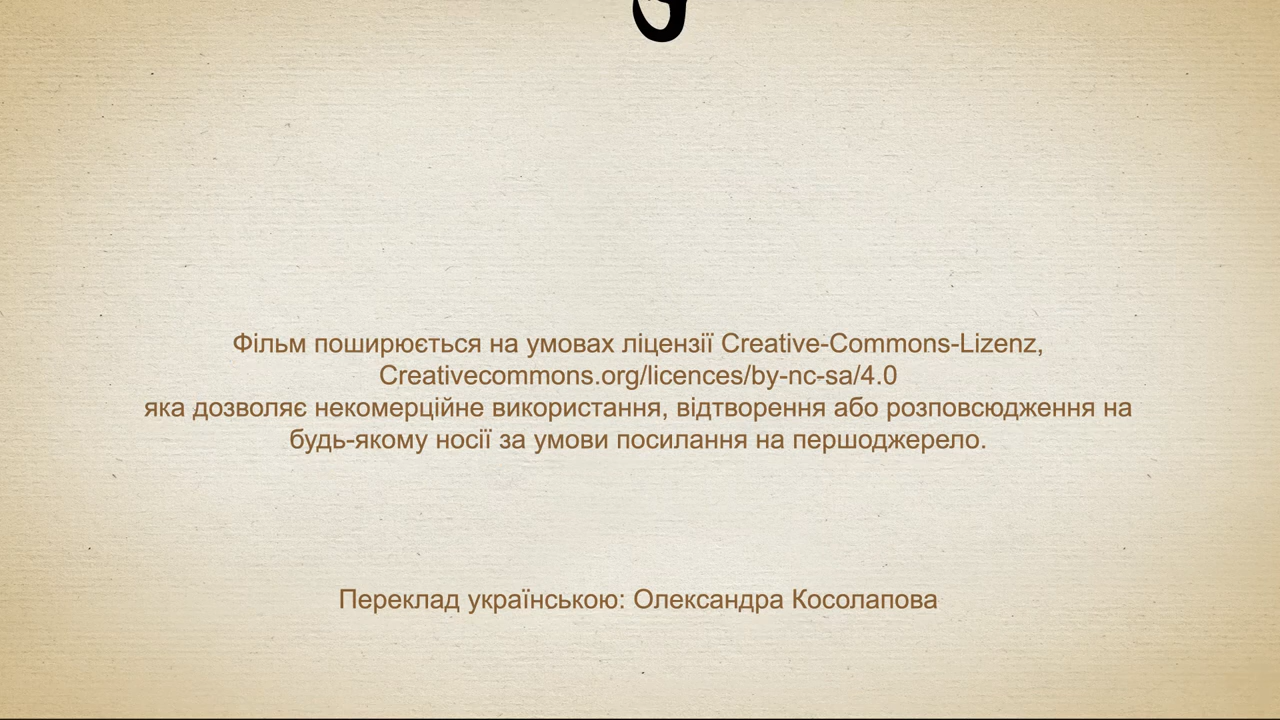 Фільм поширюється на умовах ліцензії Creative-Commons-Lizenz,
Creativecommons.org/licences/by-nc-sa/4.0
яка дозволяє некомерційне використання, відтворення або розповсюдження на
будь-якому носії за умови посилання на першоджерело.
Переклад українською: Олександра Косолапова